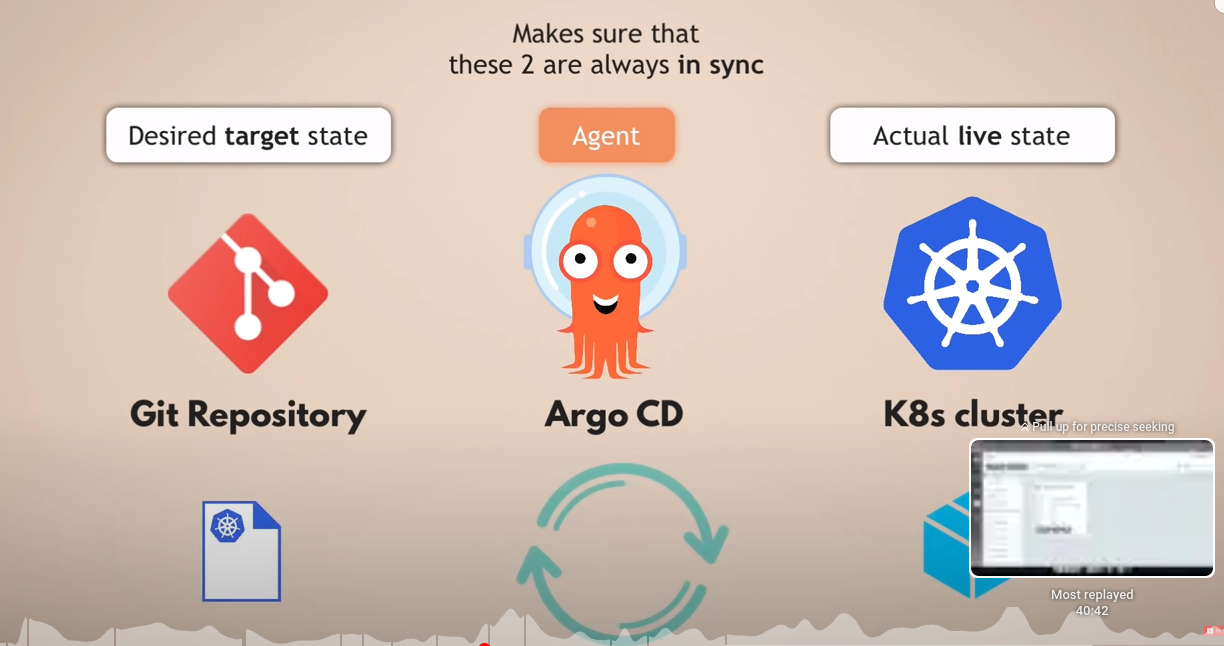 Makes sure that
these 2 are always in sync
Desired target state
Agent
Actual live state
Git Repository
Argo CD
K8s cluster
Pull up for precise seeking
Most replayed
40:42